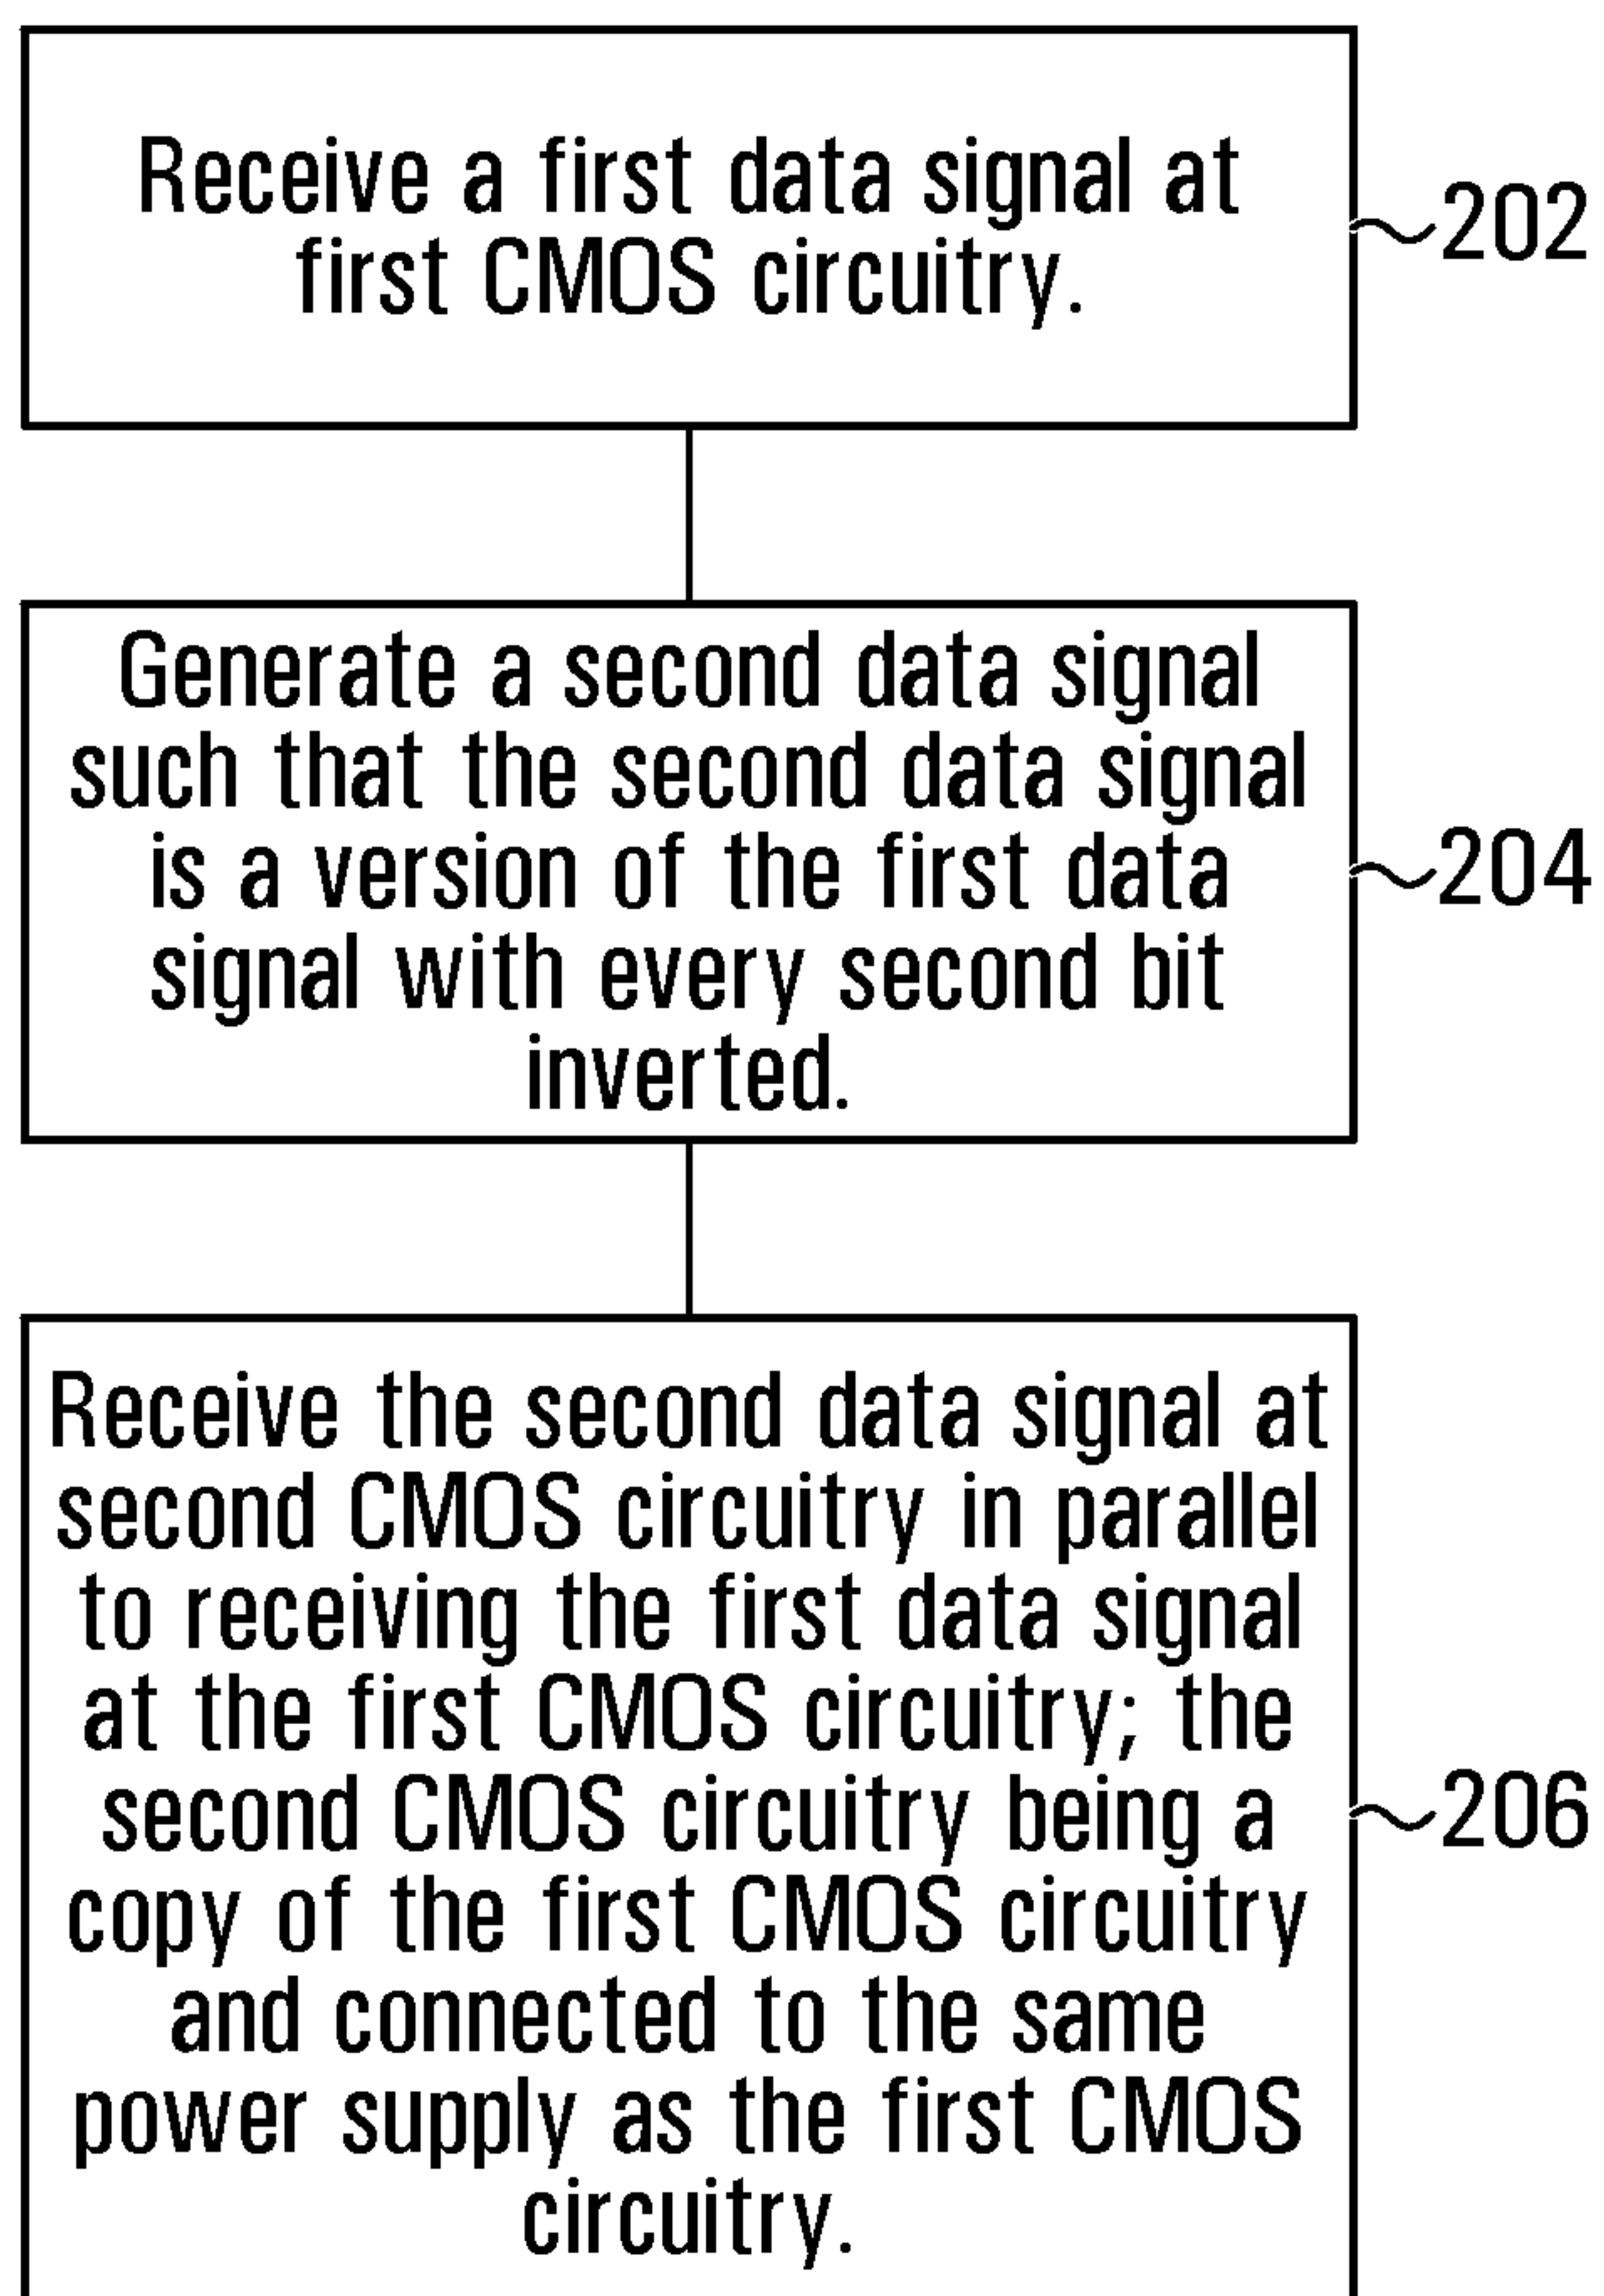 Receive a first data signal at
first CMOS circuitry.
202
Generate a second data signal
such that the second data signal
is a version of the first data
signal with every second bit
inverted.
204
Receive the second data signal at
second CMOS circuitry in parallel
to receiving the first data signal
at the first CMOS circuitry; the
second CMOS circuitry being a
copy of the first CMOS circuitry
and connected to the same
power supply as the first CMOS
circuitry.
206